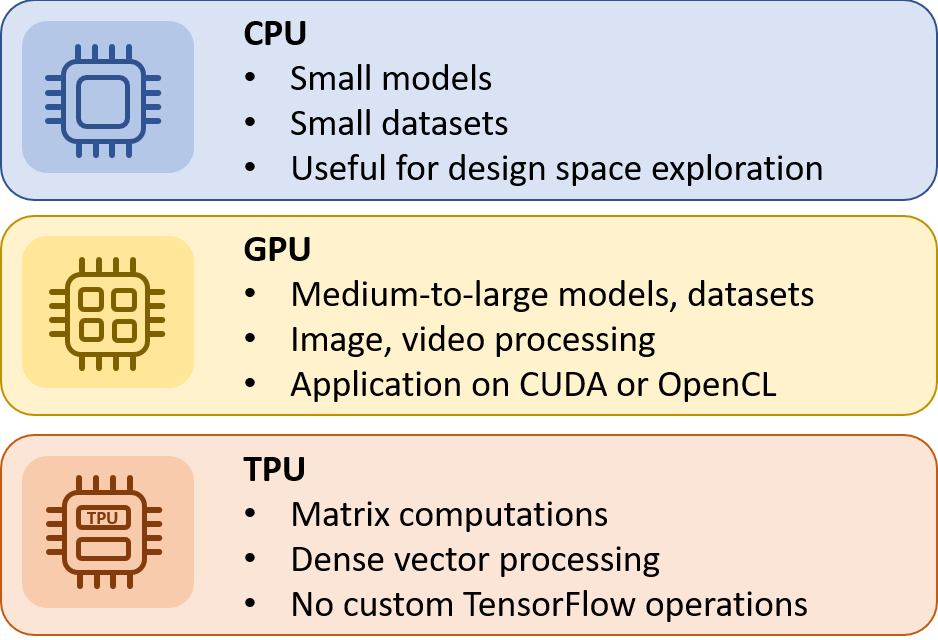 CPU
• Small models
• Small datasets
• Useful for design space exploration
GPU
• Medium-to-large models, datasets
• Image, video processing
• Application on CUDA or OpenCL
TPU
TPU
• Matrix computations
• Dense vector processing
• No custom TensorFlow operations